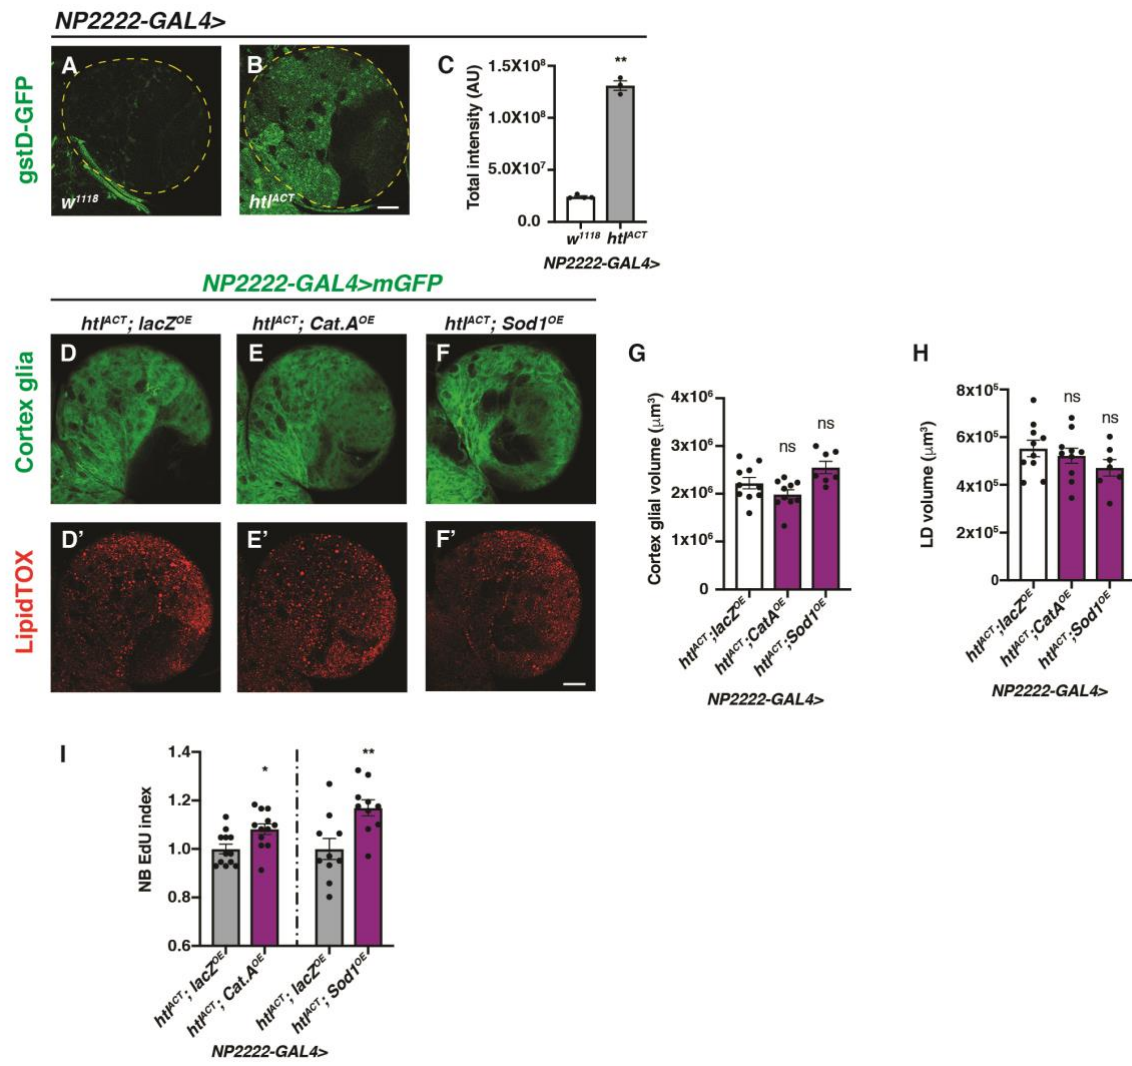 NP2222-GAL4>
gstD-GFP
A
w1118
B
htlACT
C
Total intensity (AU)
1.5X10⁸
1.0X10⁸
5.0X10⁷
0.0
**
w1118 htlACT
NP2222-GAL4>
NP2222-GAL4>mGFP
htlACT; lacZOE
htlACT; Cat.AOE
htlACT; Sod1OE
Cortex glia
D
E
F
LipidTOX
D’
E’
F’
G
Cortex glial volume (μm³)
4x10⁶
3x10⁶
2x10⁶
1x10⁶
0
ns
ns
htlACT;lacZOE
htlACT;CatAOE
htlACT;Sod1OE
NP2222-GAL4>
H
LD volume (μm³)
8x10⁵
6x10⁵
4x10⁵
2x10⁵
0
ns
ns
htlACT;lacZOE
htlACT;CatAOE
htlACT;Sod1OE
NP2222-GAL4>
I
NB EdU index
1.4
1.2
1.0
0.8
0.6
*
**
htlACT; lacZOE
htlACT; Cat.AOE
htlACT; lacZOE
htlACT; Sod1OE
NP2222-GAL4>